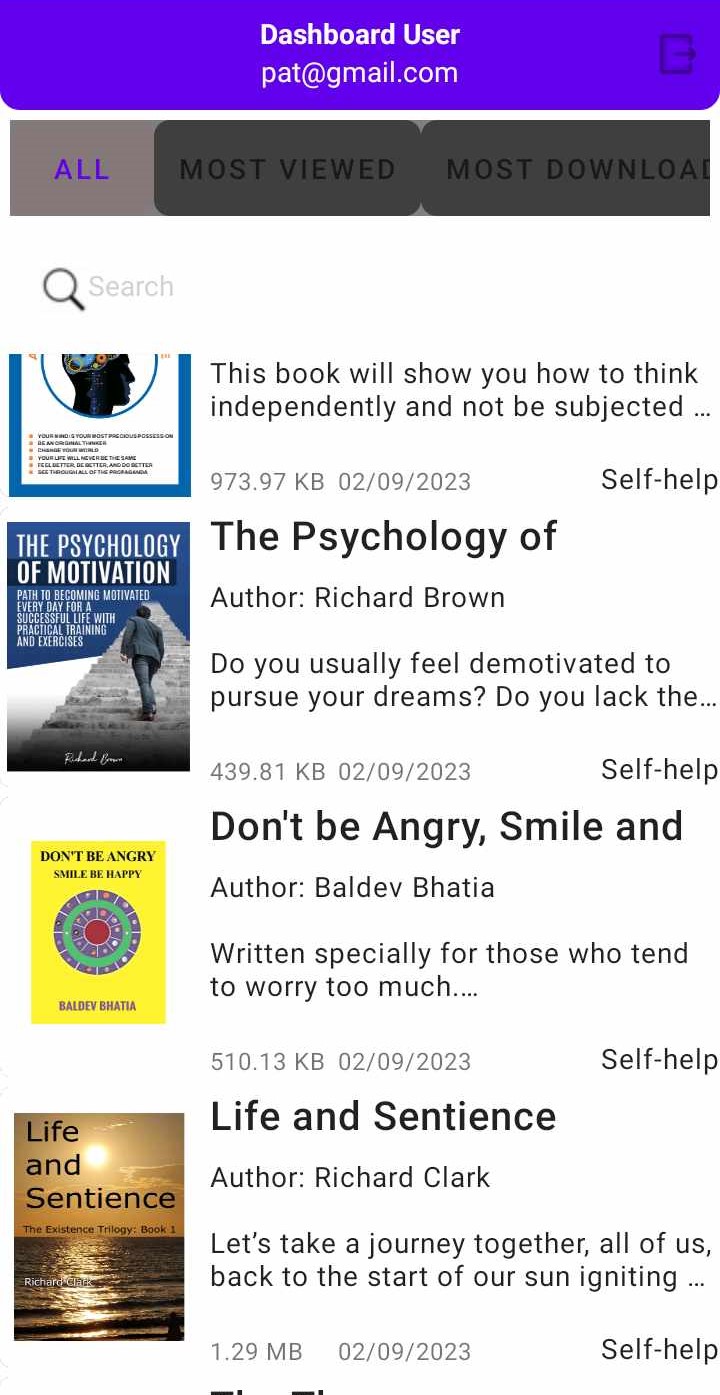 Dashboard User
pat@gmail.com
ALL
MOST VIEWED
MOST DOWNLOAD
Search
YOUR MIND IS YOUR MOST PRECIOUS POSSESSION
BE AN ORIGINAL THINKER
CHANGE YOUR WORLD
YOUR LIFE WILL NEVER BE THE SAME
FEEL BETTER, BE BETTER, AND DO BETTER
SEE THROUGH ALL OF THE PROPAGANDA
This book will show you how to think
independently and not be subjected ...
973.97 KB 02/09/2023 Self-help
THE PSYCHOLOGY
OF MOTIVATION
PATH TO BECOMING MOTIVATED
EVERY DAY FOR A
SUCCESSFUL LIFE WITH
PRACTICAL TRAINING
AND EXERCISES
Richard Brown
The Psychology of
Author: Richard Brown
Do you usually feel demotivated to
pursue your dreams? Do you lack the...
439.81 KB 02/09/2023 Self-help
DON'T BE ANGRY
SMILE BE HAPPY
BALDEV BHATIA
Don't be Angry, Smile and
Author: Baldev Bhatia
Written specially for those who tend
to worry too much....
510.13 KB 02/09/2023 Self-help
Life
and
Sentience
The Existence Trilogy: Book 1
Richard Clark
Life and Sentience
Author: Richard Clark
Let’s take a journey together, all of us,
back to the start of our sun igniting ...
1.29 MB 02/09/2023 Self-help